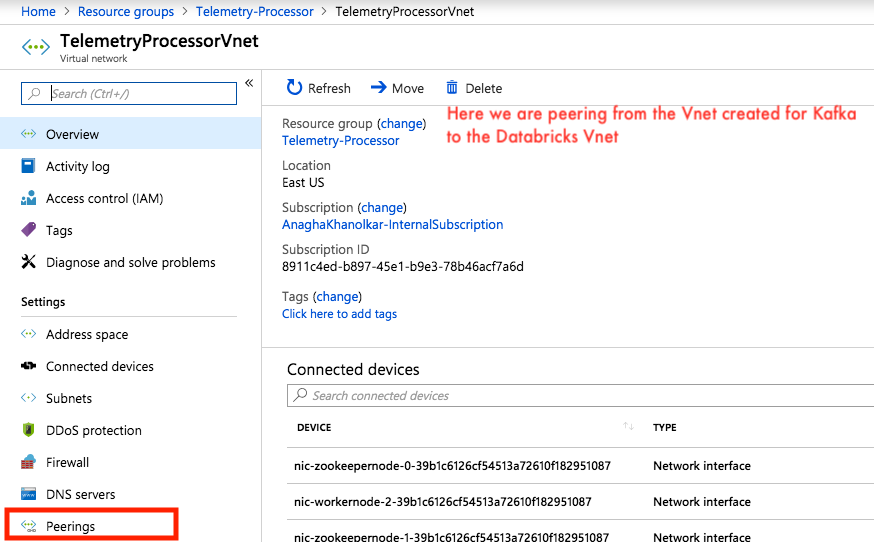 Home > Resource groups > Telemetry-Processor > TelemetryProcessorVnet
TelemetryProcessorVnet
Virtual network
Search (Ctrl+/)
«
Overview
Activity log
Access control (IAM)
Tags
Diagnose and solve problems
Settings
Address space
Connected devices
Subnets
DDoS protection
Firewall
DNS servers
Peerings
Refresh Move Delete
Here we are peering from the Vnet created for Kafka
to the Databricks Vnet
Resource group (change)
Telemetry-Processor
Location
East US
Subscription (change)
AnaghaKhanolkar-InternalSubscription
Subscription ID
8911c4ed-b897-45e1-b9e3-78b46acf7a6d
Tags (change)
Click here to add tags
Connected devices
Search connected devices
DEVICE ↑↓ TYPE
nic-zookeepernode-0-39b1c6126cf54513a72610f182951087 Network interface
nic-workernode-2-39b1c6126cf54513a72610f182951087 Network interface
nic-zookeepernode-1-39b1c6126cf54513a72610f182951087 Network interface